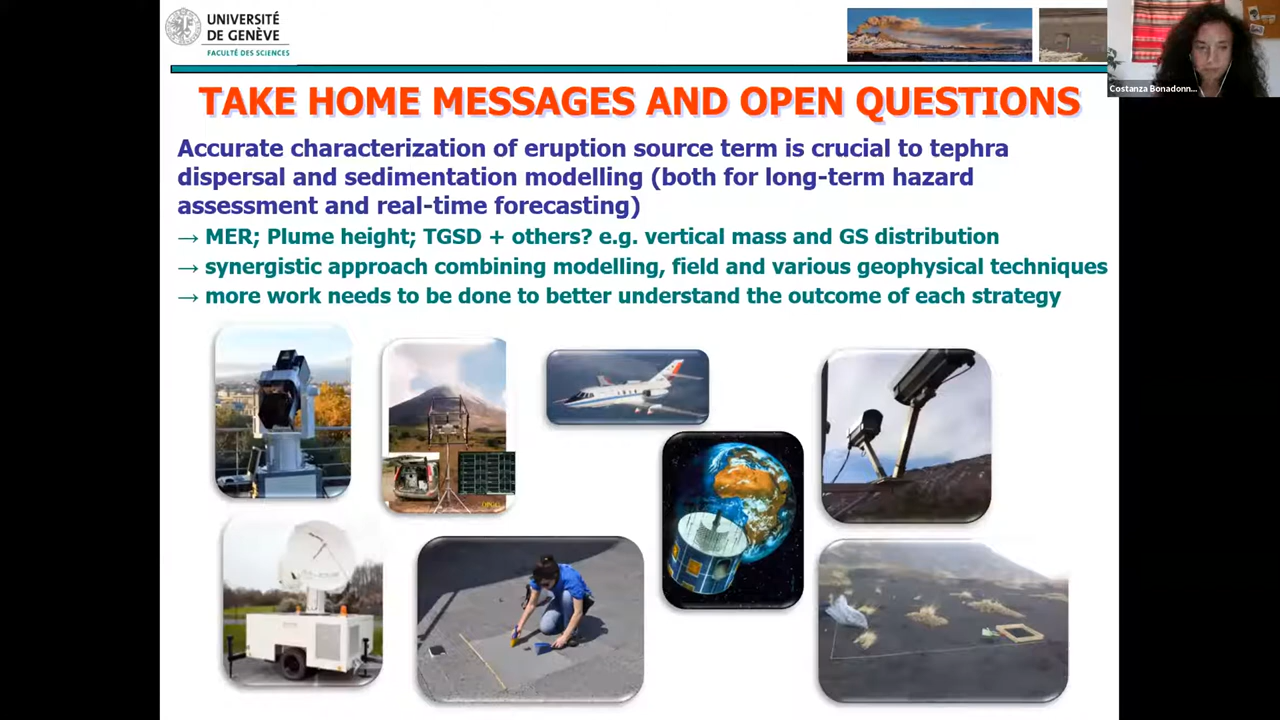 UNIVERSITÉ
DE GENÈVE
FACULTÉ DES SCIENCES
Costanza Bonadonn...
TAKE HOME MESSAGES AND OPEN QUESTIONS
Accurate characterization of eruption source term is crucial to tephra
dispersal and sedimentation modelling (both for long-term hazard
assessment and real-time forecasting)
→ MER; Plume height; TGSD + others? e.g. vertical mass and GS distribution
→ synergistic approach combining modelling, field and various geophysical techniques
→ more work needs to be done to better understand the outcome of each strategy